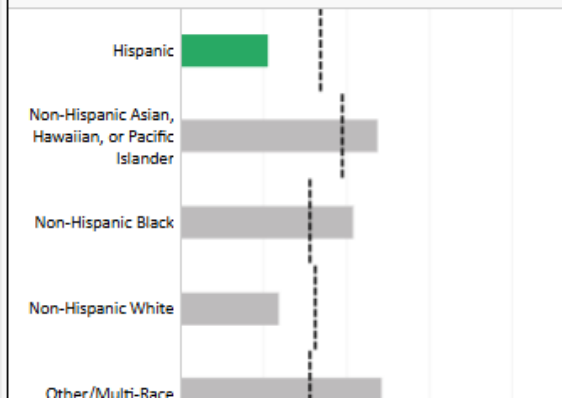 Hispanic
Non-Hispanic Asian,
Hawaiian, or Pacific
Islander
Non-Hispanic Black
Non-Hispanic White
Other/Multi-Race